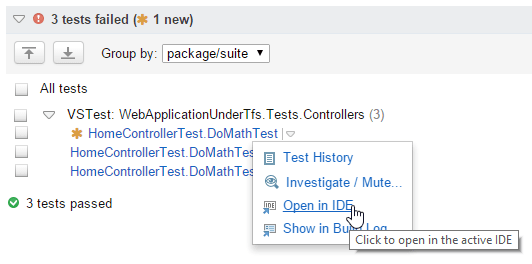 3 tests failed (✱ 1 new)
Group by: package/suite
All tests
VSTest: WebApplicationUnderTfs.Tests.Controllers (3)
HomeControllerTest.DoMathTest
HomeControllerTest.DoMathTes
HomeControllerTest.DoMathTes
Test History
Investigate / Mute...
IDE Open in IDE
Show in Build Log
Click to open in the active IDE
3 tests passed